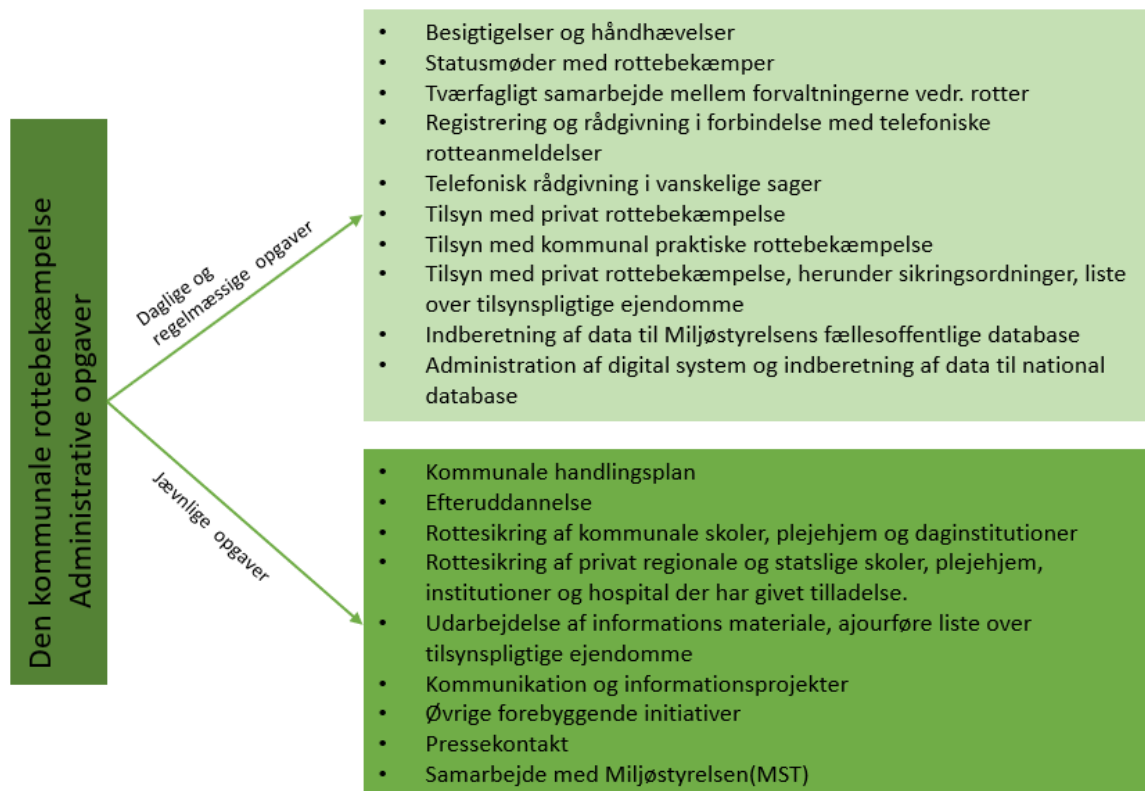 Den kommunale rottebekæmpelse
Administrative opgaver
Daglige og
regelmæssige opgaver
• Besigtigelser og håndhævelser
• Statusmøder med rottebekæmper
• Tværfagligt samarbejde mellem forvaltningerne vedr. rotter
• Registrering og rådgivning i forbindelse med telefoniske
rotteanmeldelser
• Telefonisk rådgivning i vanskelige sager
• Tilsyn med privat rottebekæmpelse
• Tilsyn med kommunal praktiske rottebekæmpelse
• Tilsyn med privat rottebekæmpelse, herunder sikringsordninger, liste
over tilsynspligtige ejendomme
• Indberetning af data til Miljøstyrelsens fællesoffentlige database
• Administration af digital system og indberetning af data til national
database
Jævnlige opgaver
• Kommunale handlingsplan
• Efteruddannelse
• Rottesikring af kommunale skoler, plejehjem og daginstitutioner
• Rottesikring af privat regionale og statslige skoler, plejehjem,
institutioner og hospital der har givet tilladelse.
• Udarbejdelse af informations materiale, ajourføre liste over
tilsynspligtige ejendomme
• Kommunikation og informationsprojekter
• Øvrige forebyggende initiativer
• Pressekontakt
• Samarbejde med Miljøstyrelsen(MST)